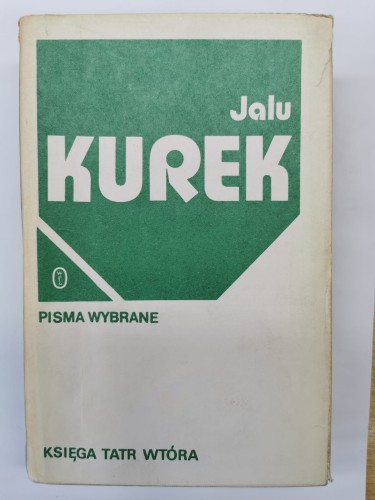 Jalu
KUREK
PISMA WYBRANE
KSIĘGA TATR WTÓRA